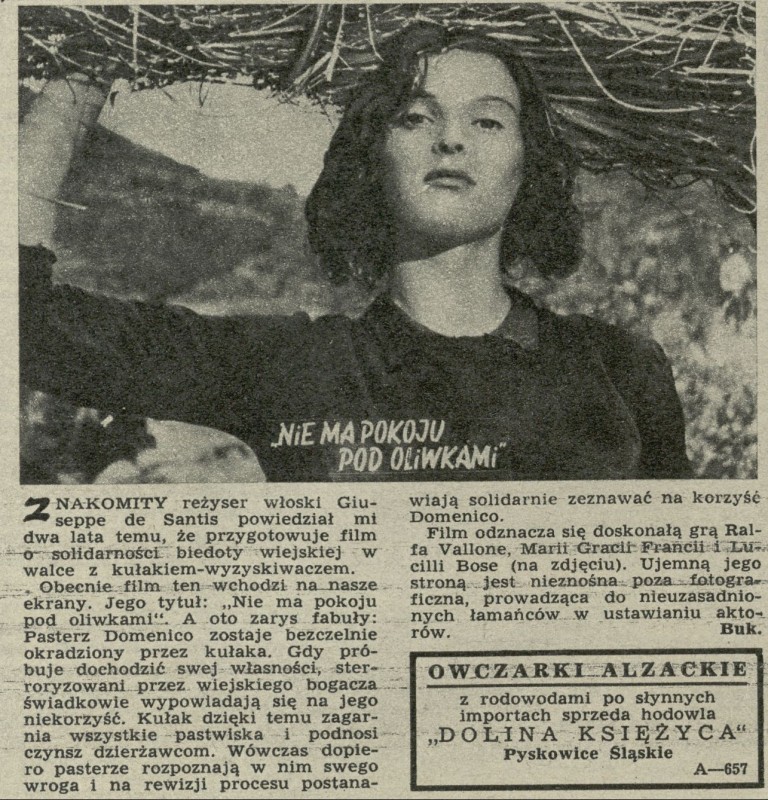 „NiE MA POKOJU
POD OLiWKAMi"
ZNAKOMITY reżyser włoski Giu-
seppe de Santis powiedział mi
dwa lata temu, że przygotowuje film
o solidarności biedoty wiejskiej w
walce z kułakiem-wyzyskiwaczem.
Obecnie film ten wchodzi na nasze
ekrany. Jego tytuł: „Nie ma pokoju
pod oliwkami“. A oto zarys fabuły:
Pasterz Domenico zostaje bezczelnie
okradziony przez kułaka. Gdy pró-
buje dochodzić swej własności, ster-
roryzowani przez wiejskiego bogacza
świadkowie wypowiadają się na jego
niekorzyść. Kułak dzięki temu zagar-
nia wszystkie pastwiska i podnosi
czynsz dzierżawcom. Wówczas dopie-
ro pasterze rozpoznają w nim swego
wroga i na rewizji procesu postana-
wiają solidarnie zeznawać na korzyść
Domenico.
Film odznacza się doskonałą grą Ral-
fa Vallone, Marii Gracii Francii i Lu-
cilli Bose (na zdjęciu). Ujemną jego
stroną jest nieznośna poza fotogra-
ficzna, prowadząca do nieuzasadnio-
nych łamańców w ustawianiu akto-
rów. Buk.
OWCZARKI ALZACKIE
z rodowodami po słynnych
importach sprzeda hodowla
„DOLINA KSIĘŻYCA“
Pyskowice Śląskie
A—657